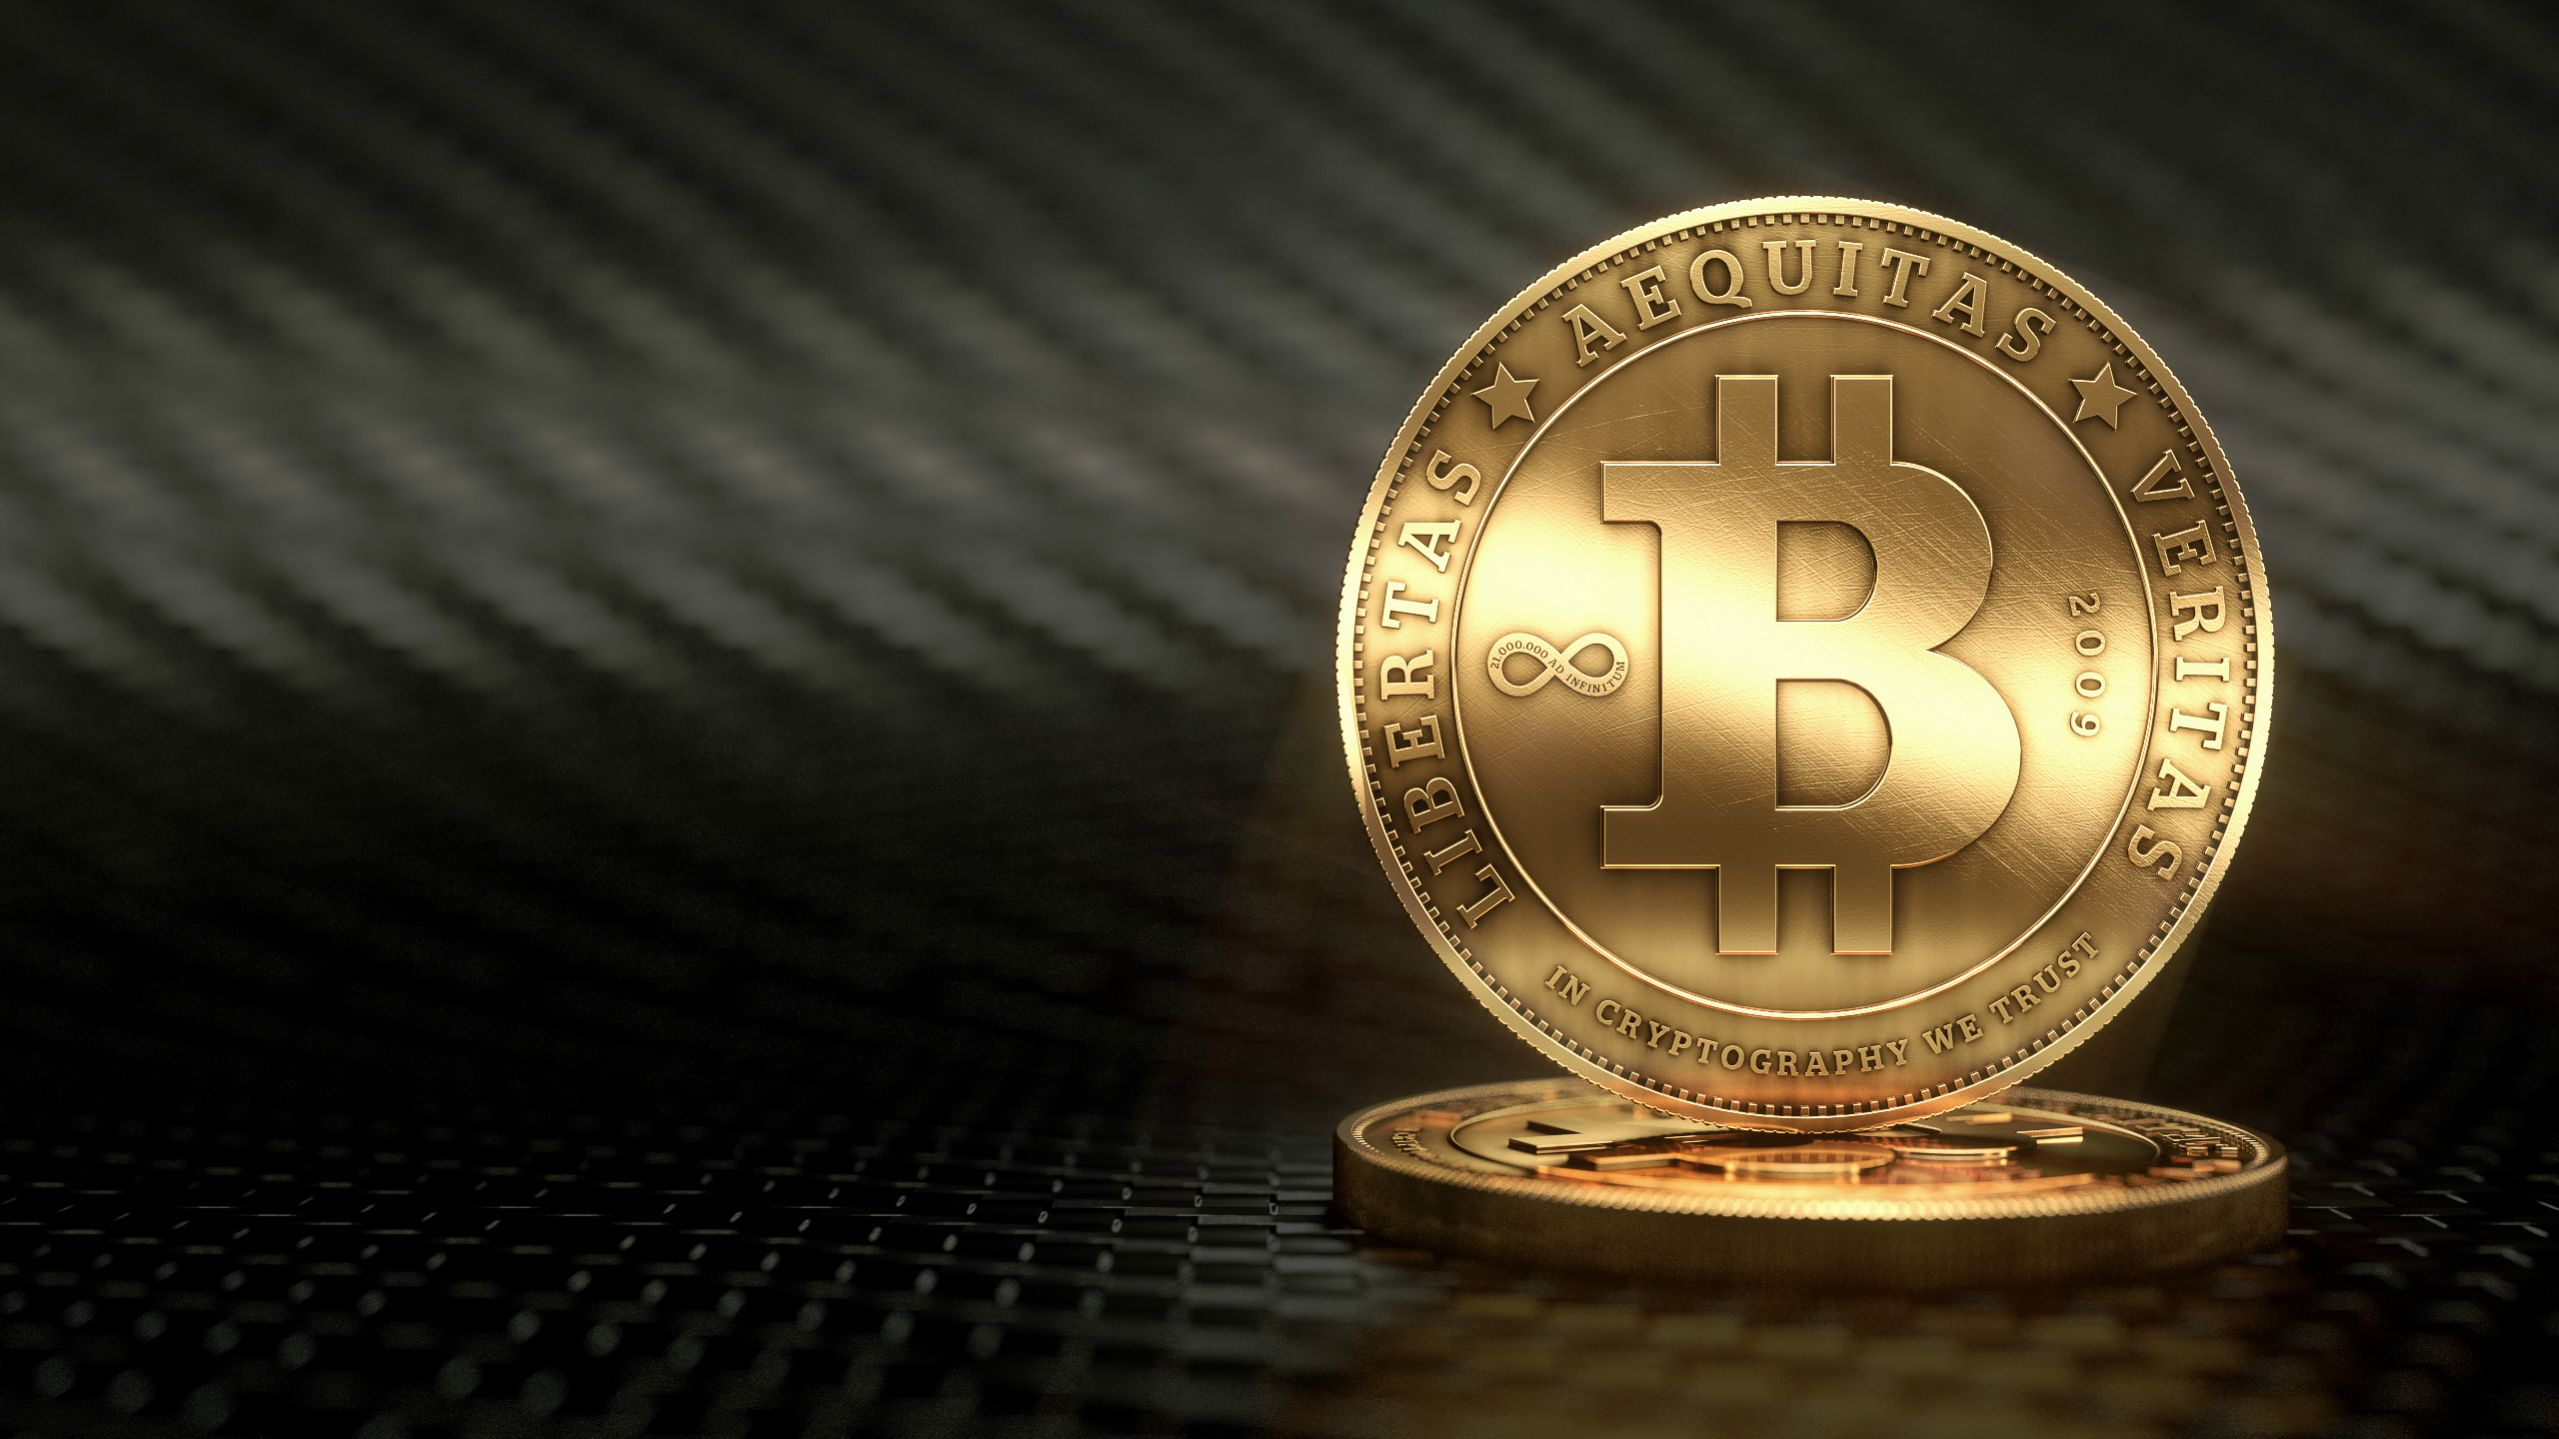 LIBERTAS ★ AEQUITAS ★ VERITAS
21.000.000 AD INFINITUM
2009
IN CRYPTOGRAPHY WE TRUST